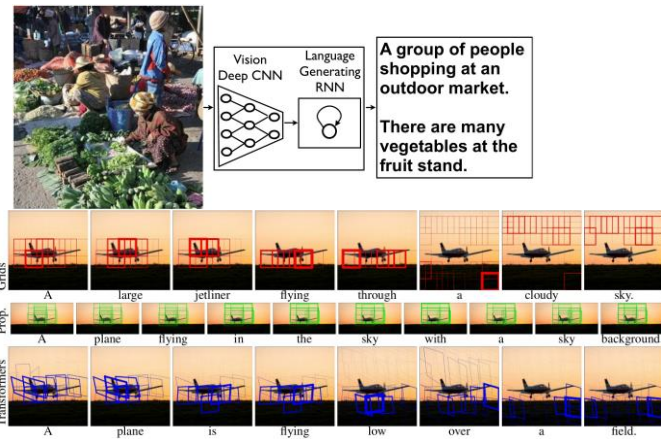 Vision
Deep CNN
Language
Generating
RNN
A group of people
shopping at an
outdoor market.
There are many
vegetables at the
fruit stand.
Grids
A large jetliner flying through a cloudy sky.
Prop.
A plane flying in the sky with a sky background
Transformers
A plane is flying low over a field.